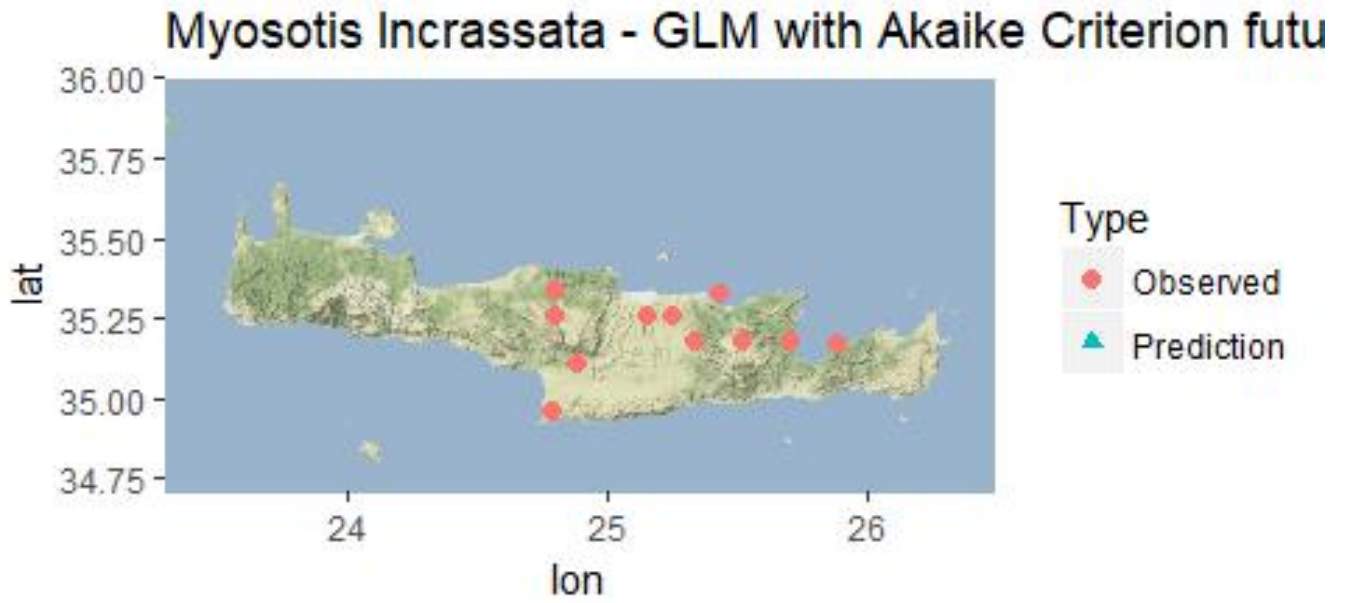 Myosotis Incrassata - GLM with Akaike Criterion futu
36.00
35.75
35.50
35.25
35.00
34.75
lat
24 25 26
lon
Type
Observed
Prediction